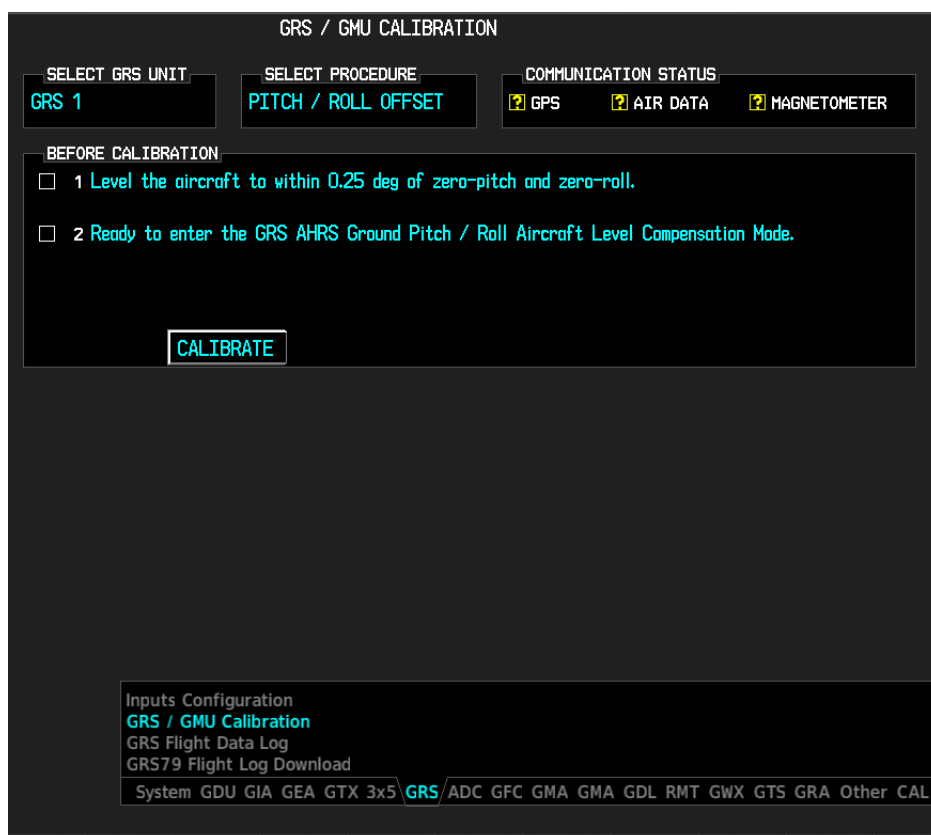 GRS / GMU CALIBRATION
SELECT GRS UNIT
GRS 1
SELECT PROCEDURE
PITCH / ROLL OFFSET
COMMUNICATION STATUS
? GPS ? AIR DATA ? MAGNETOMETER
BEFORE CALIBRATION
1 Level the aircraft to within 0.25 deg of zero-pitch and zero-roll.
2 Ready to enter the GRS AHRS Ground Pitch / Roll Aircraft Level Compensation Mode.
CALIBRATE
Inputs Configuration
GRS / GMU Calibration
GRS Flight Data Log
GRS79 Flight Log Download
System GDU GIA GEA GTX 3x5 GRS ADC GFC GMA GMA GDL RMT GWX GTS GRA Other CAL